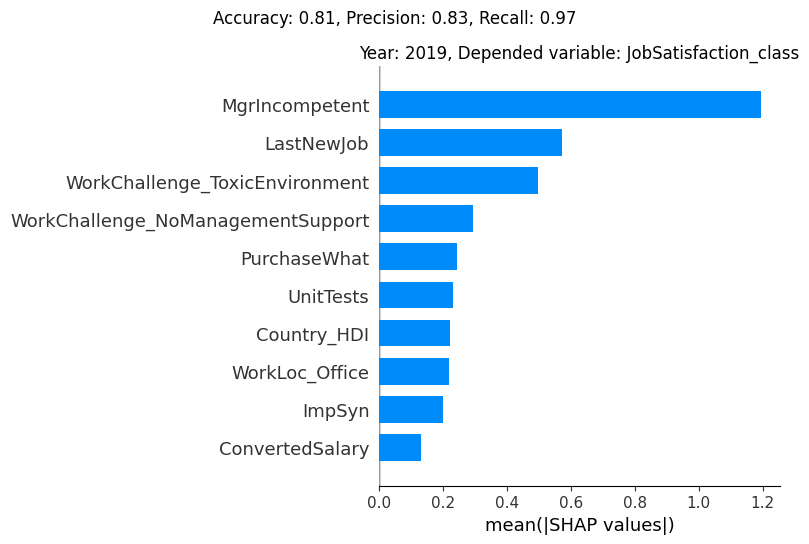 Accuracy: 0.81, Precision: 0.83, Recall: 0.97
Year: 2019, Depended variable: JobSatisfaction_class
MgrIncompetent
LastNewJob
WorkChallenge_ToxicEnvironment
WorkChallenge_NoManagementSupport
PurchaseWhat
UnitTests
Country_HDI
WorkLoc_Office
ImpSyn
ConvertedSalary
0.0 0.2 0.4 0.6 0.8 1.0 1.2
mean(|SHAP values|)